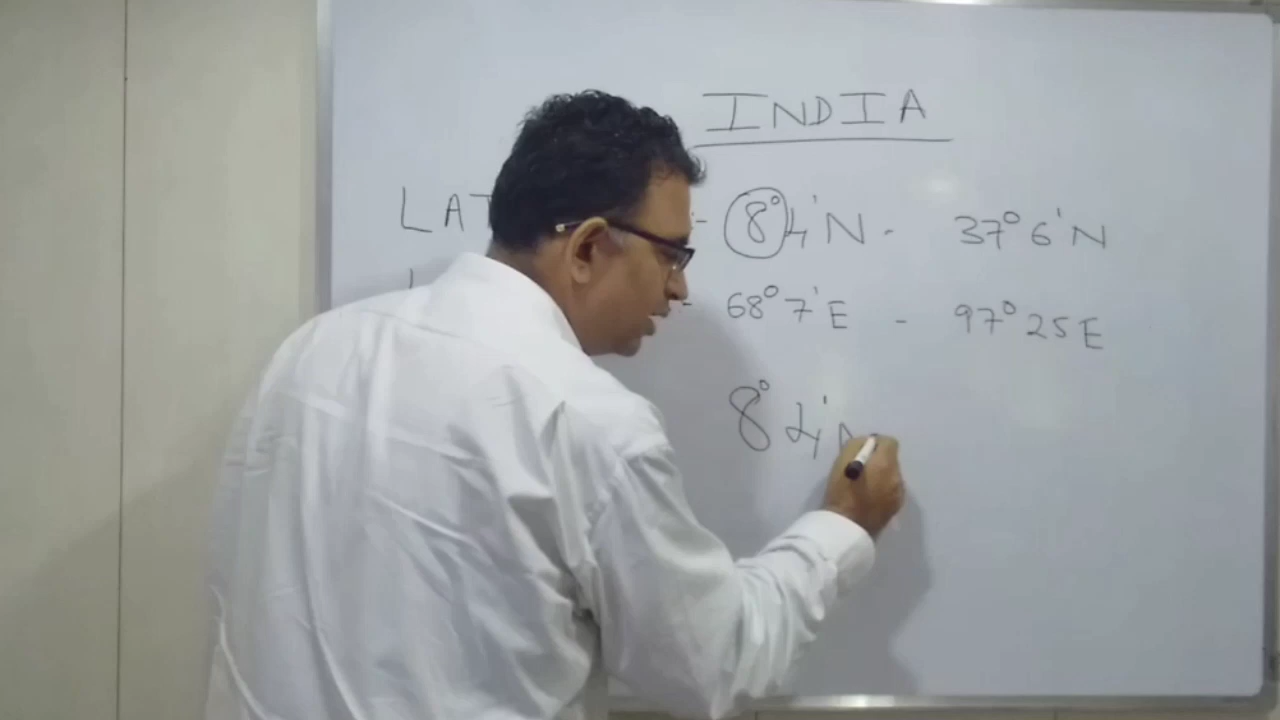 INDIA
LAT - 8°4'N - 37°6'N
L - 68°7'E - 97°25E
8°4'N